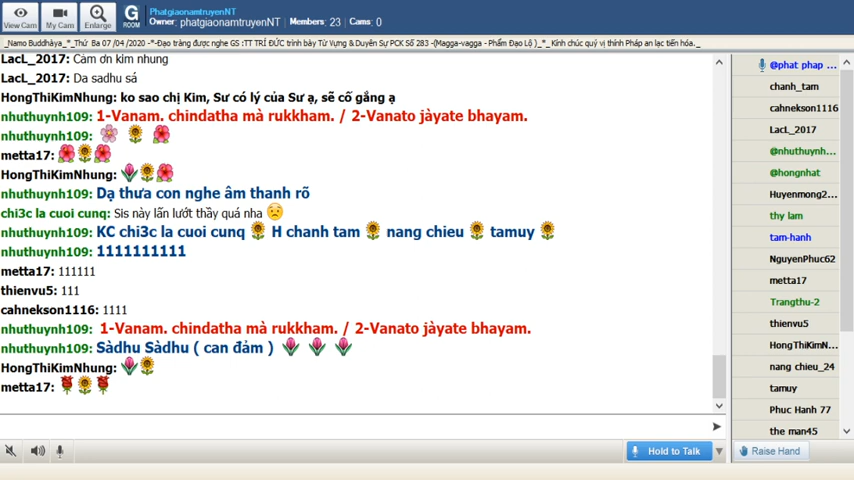 View Cam
My Cam
Enlarge
G
ROOM
PhatgiaonamtruyenNT
Owner: phatgiaonamtruyenNT | Members: 23 | Cams: 0
_Namo Buddhàya_*_Thứ Ba 07 /04 /2020 -*-Đạo tràng được nghe GS :TT TRÍ ĐỨC trình bày Từ Vựng & Duyên Sự PCK Số 283 -(Magga-vagga - Phẩm Đạo Lộ )_*_ Kính chúc quý vị thính Pháp an lạc tiến hóa._
LacL_2017: Cảm ơn kim nhung
LacL_2017: Da sadhu sá
HongThiKimNhung: ko sao chị Kim, Sư có lý của Sư ạ, sẽ cố gắng ạ
nhuthuynh109: 1-Vanam. chindatha mà rukkham. / 2-Vanato jàyate bhayam.
nhuthuynh109:
metta17:
HongThiKimNhung:
nhuthuynh109: Dạ thưa con nghe âm thanh rõ
chi3c la cuoi cunq: Sis này lấn lướt thầy quá nha
nhuthuynh109: KC chi3c la cuoi cunq H chanh tam nang chieu tamuy
nhuthuynh109: 1111111111
metta17: 111111
thienvu5: 111
cahnekson1116: 1111
nhuthuynh109: 1-Vanam. chindatha mà rukkham. / 2-Vanato jàyate bhayam.
nhuthuynh109: Sàdhu Sàdhu ( can đảm )
HongThiKimNhung:
metta17:
@phat phap ...
chanh_tam
cahnekson1116
LacL_2017
@nhuthuynh...
@hongnhat
Huyenmong2...
thy lam
tam-hanh
NguyenPhuc62
metta17
Trangthu-2
thienvu5
HongThiKimN...
nang chieu_24
tamuy
Phuc Hanh 77
the man45
Hold to Talk
Raise Hand